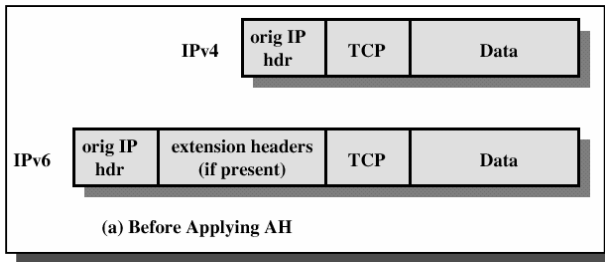 IPv4
orig IP
hdr
TCP
Data
IPv6
orig IP
hdr
extension headers
(if present)
TCP
Data
(a) Before Applying AH